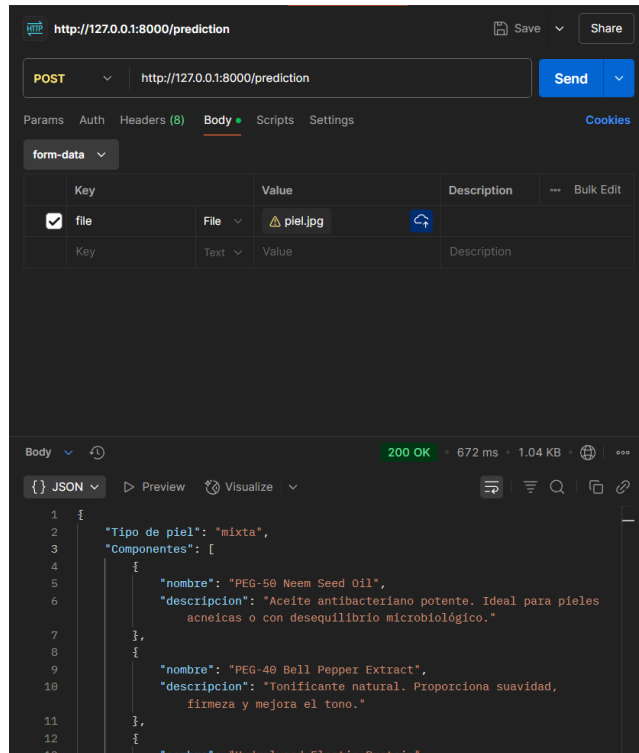 HTTP http://127.0.0.1:8000/prediction Save Share
POST http://127.0.0.1:8000/prediction Send
Params Auth Headers (8) Body Scripts Settings Cookies
form-data
Key Value Description Bulk Edit
file File piel.jpg
Key Text Value Description
Body 200 OK 672 ms 1.04 KB
{} JSON Preview Visualize
1 {
2 "Tipo de piel": "mixta",
3 "Componentes": [
4 {
5 "nombre": "PEG-50 Neem Seed Oil",
6 "descripcion": "Aceite antibacteriano potente. Ideal para pieles
acneicas o con desequilibrio microbiológico."
7 },
8 {
9 "nombre": "PEG-40 Bell Pepper Extract",
10 "descripcion": "Tonificante natural. Proporciona suavidad,
firmeza y mejora el tono."
11 },
12 {